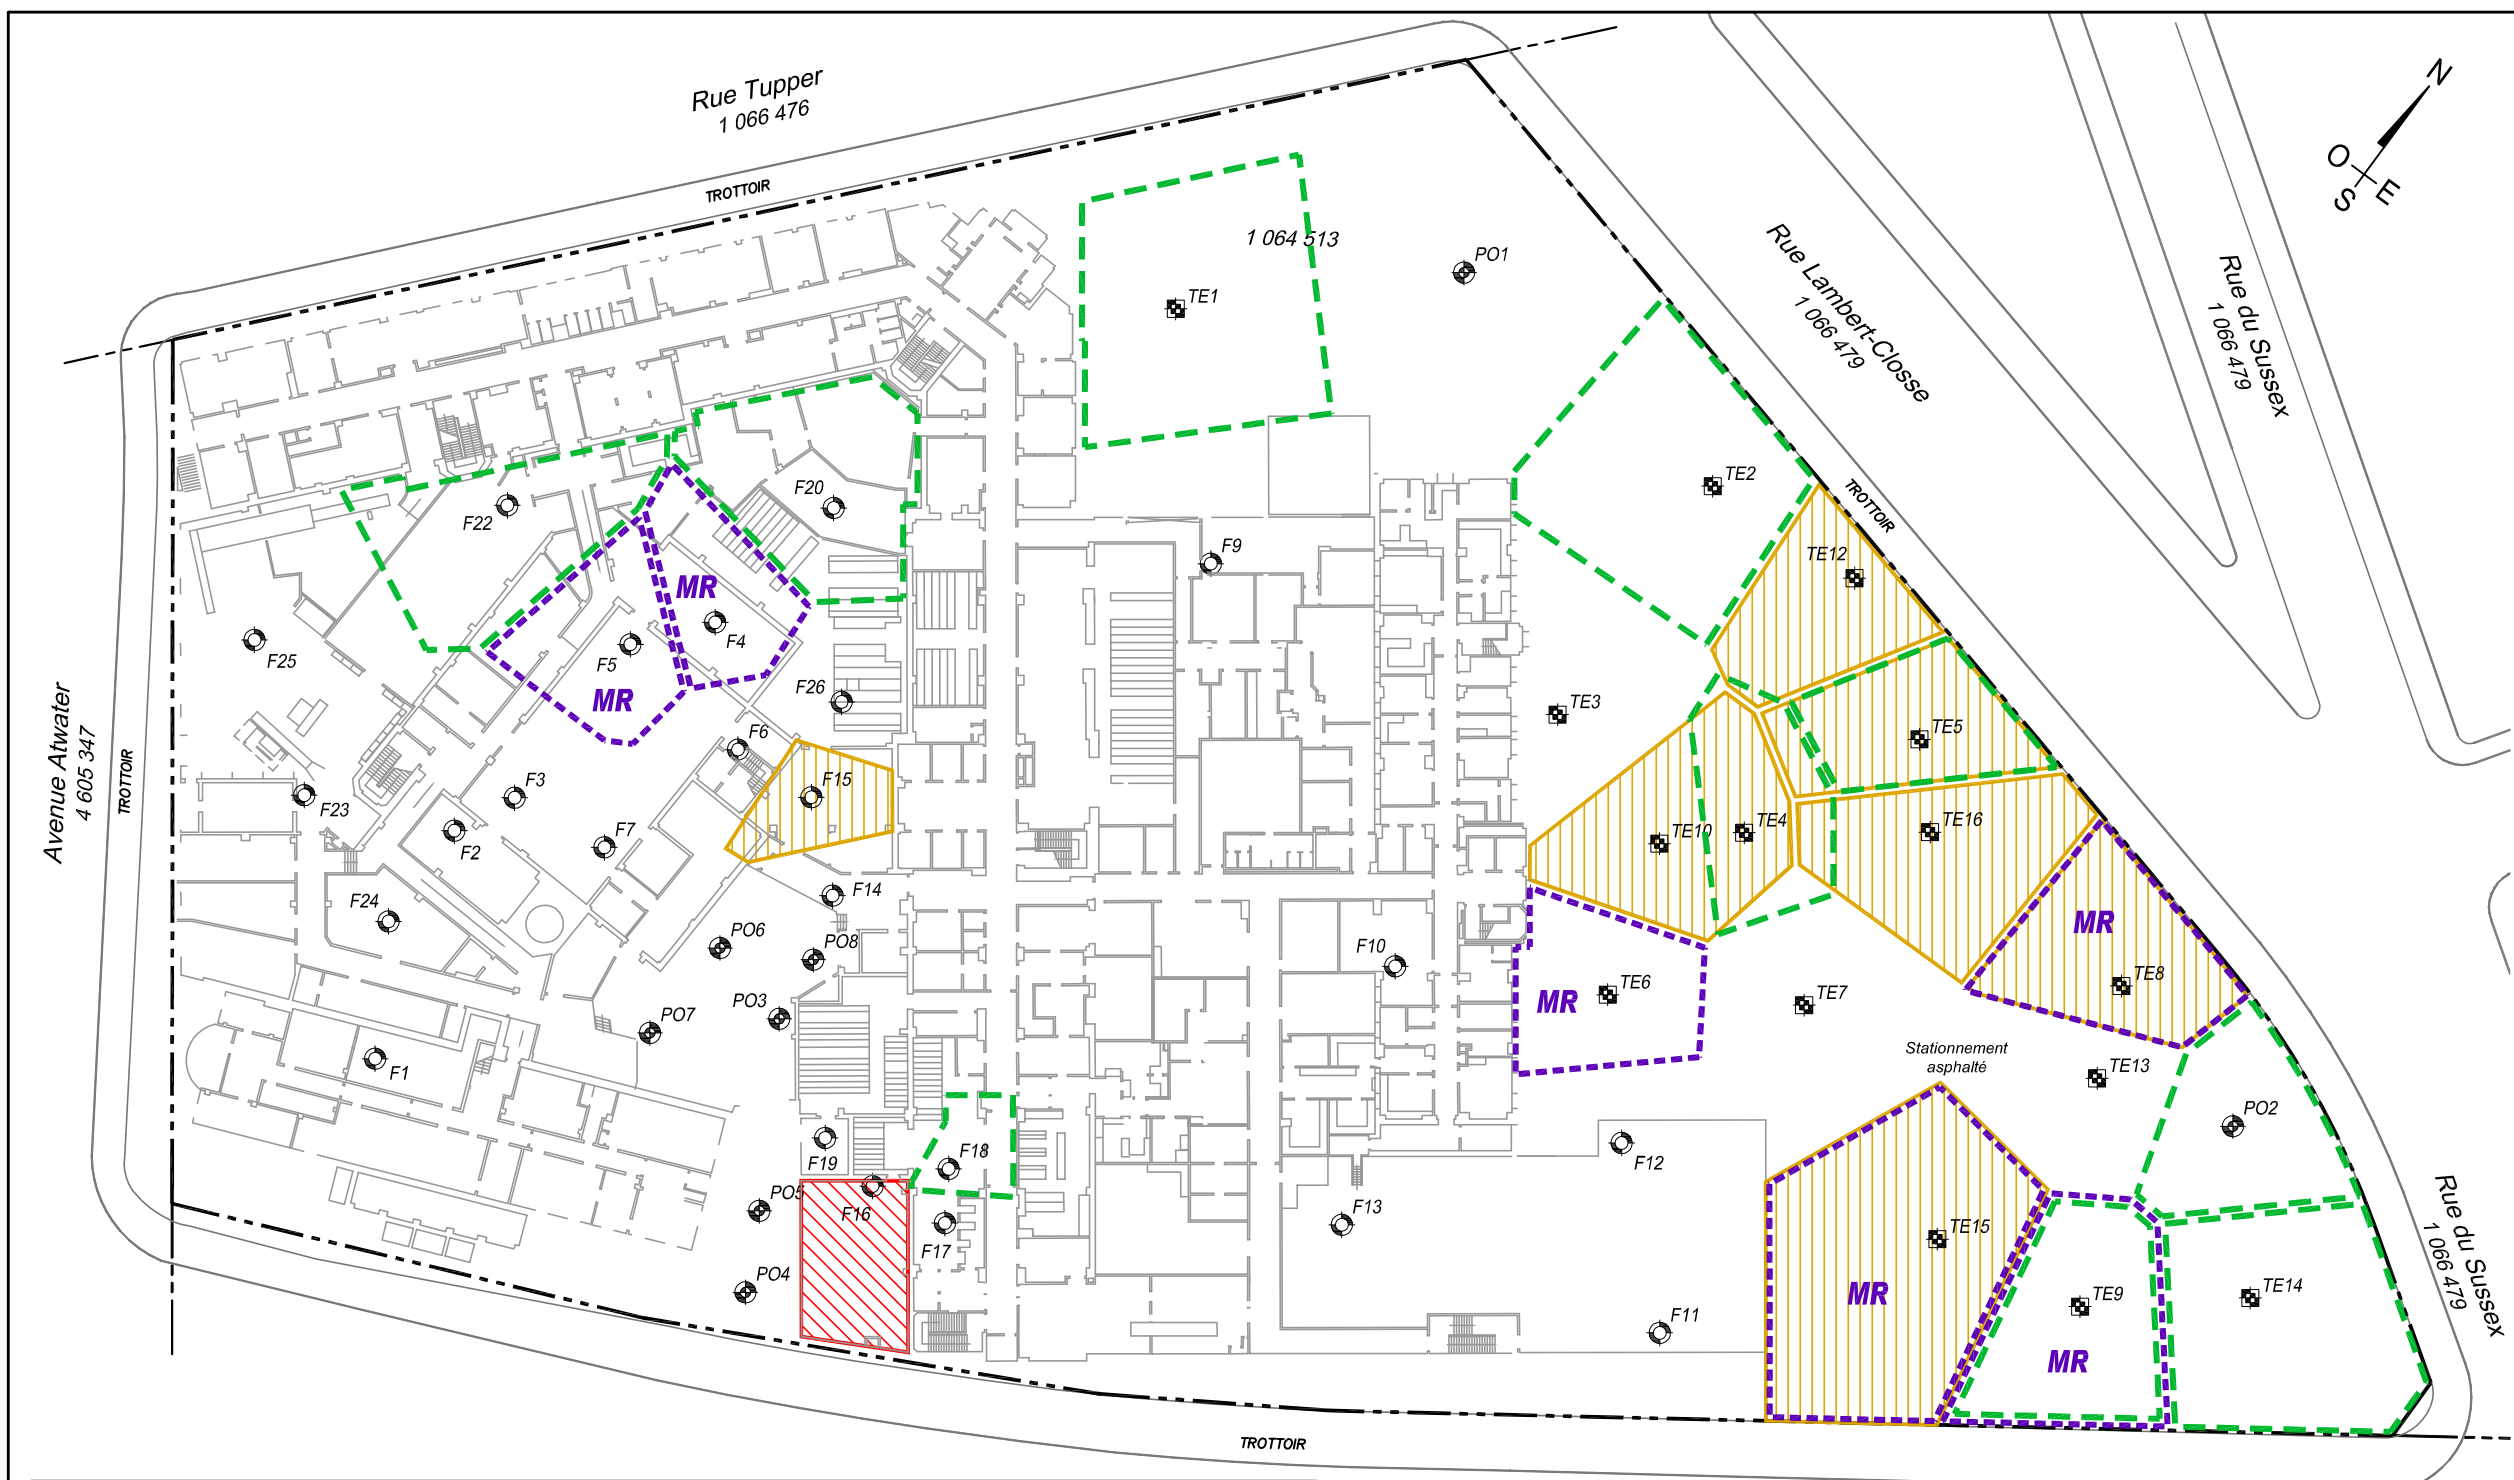 Rue Tupper
1 066 476
TROTTOIR
N
O
E
S
1 064 513
PO1
TE1
Rue Lambert-Closse
1 066 479
Rue du Sussex
1 066 479
TE2
TROTTOIR
F20
F22
F9
TE12
MR
F4
F5
F25
MR
F26
TE3
TE5
Avenue Atwater
4 605 347
TROTTOIR
F6
F15
F3
F23
F2
F7
TE10
TE4
TE16
F14
F24
MR
PO6
PO8
F10
TE8
TE6
MR
TE7
PO3
PO7
Stationnement
asphalté
F1
TE13
PO2
F19
F18
F12
PO5
F16
F13
F17
TE15
Rue du Sussex
1 066 479
PO4
TE9
TE14
MR
F11
MR
TROTTOIR